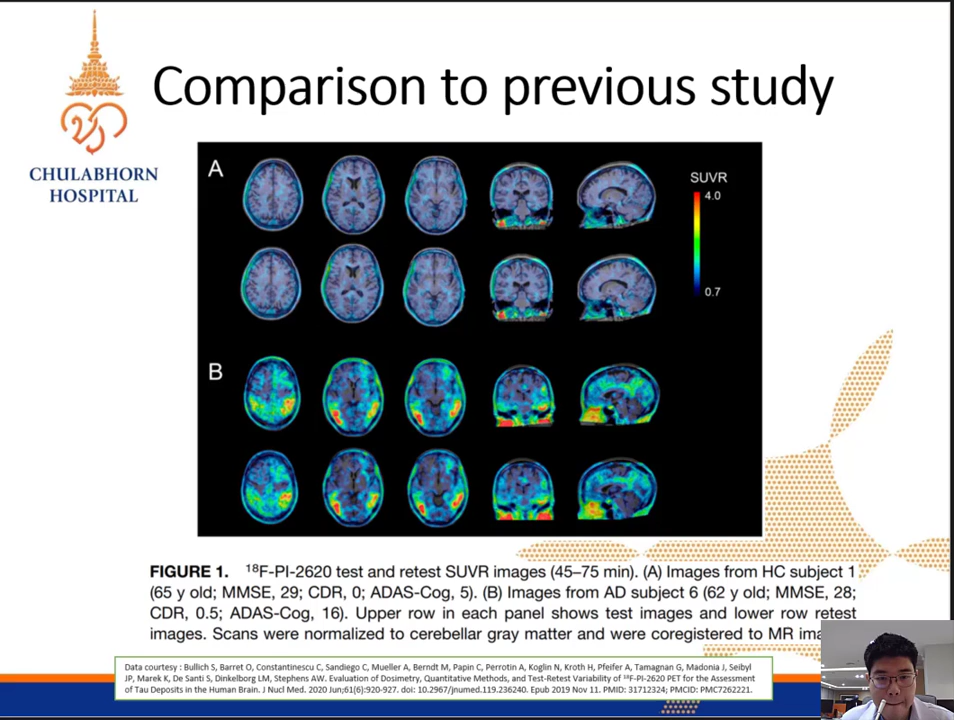 Comparison to previous study
CHULABHORN
HOSPITAL
A
SUVR
4.0
0.7
B
FIGURE 1. ¹⁸F-PI-2620 test and retest SUVR images (45–75 min). (A) Images from HC subject 1
(65 y old; MMSE, 29; CDR, 0; ADAS-Cog, 5). (B) Images from AD subject 6 (62 y old; MMSE, 28;
CDR, 0.5; ADAS-Cog, 16). Upper row in each panel shows test images and lower row retest
images. Scans were normalized to cerebellar gray matter and were coregistered to MR
Data courtesy : Bullich S, Barret O, Constantinescu C, Sandiego C, Mueller A, Berndt M, Papin C, Perrotin A, Koglin N, Kroth H, Pfeifer A, Tamagnan G, Madonia J, Seibyl
JP, Marek K, De Santi S, Dinkelborg LM, Stephens AW. Evaluation of Dosimetry, Quantitative Methods, and Test-Retest Variability of ¹⁸F-PI-2620 PET for the Assessment
of Tau Deposits in the Human Brain. J Nucl Med. 2020 Jun;61(6):920-927. doi: 10.2967/jnumed.119.236240. Epub 2019 Nov 11. PMID: 31712324; PMCID: PMC7262221.